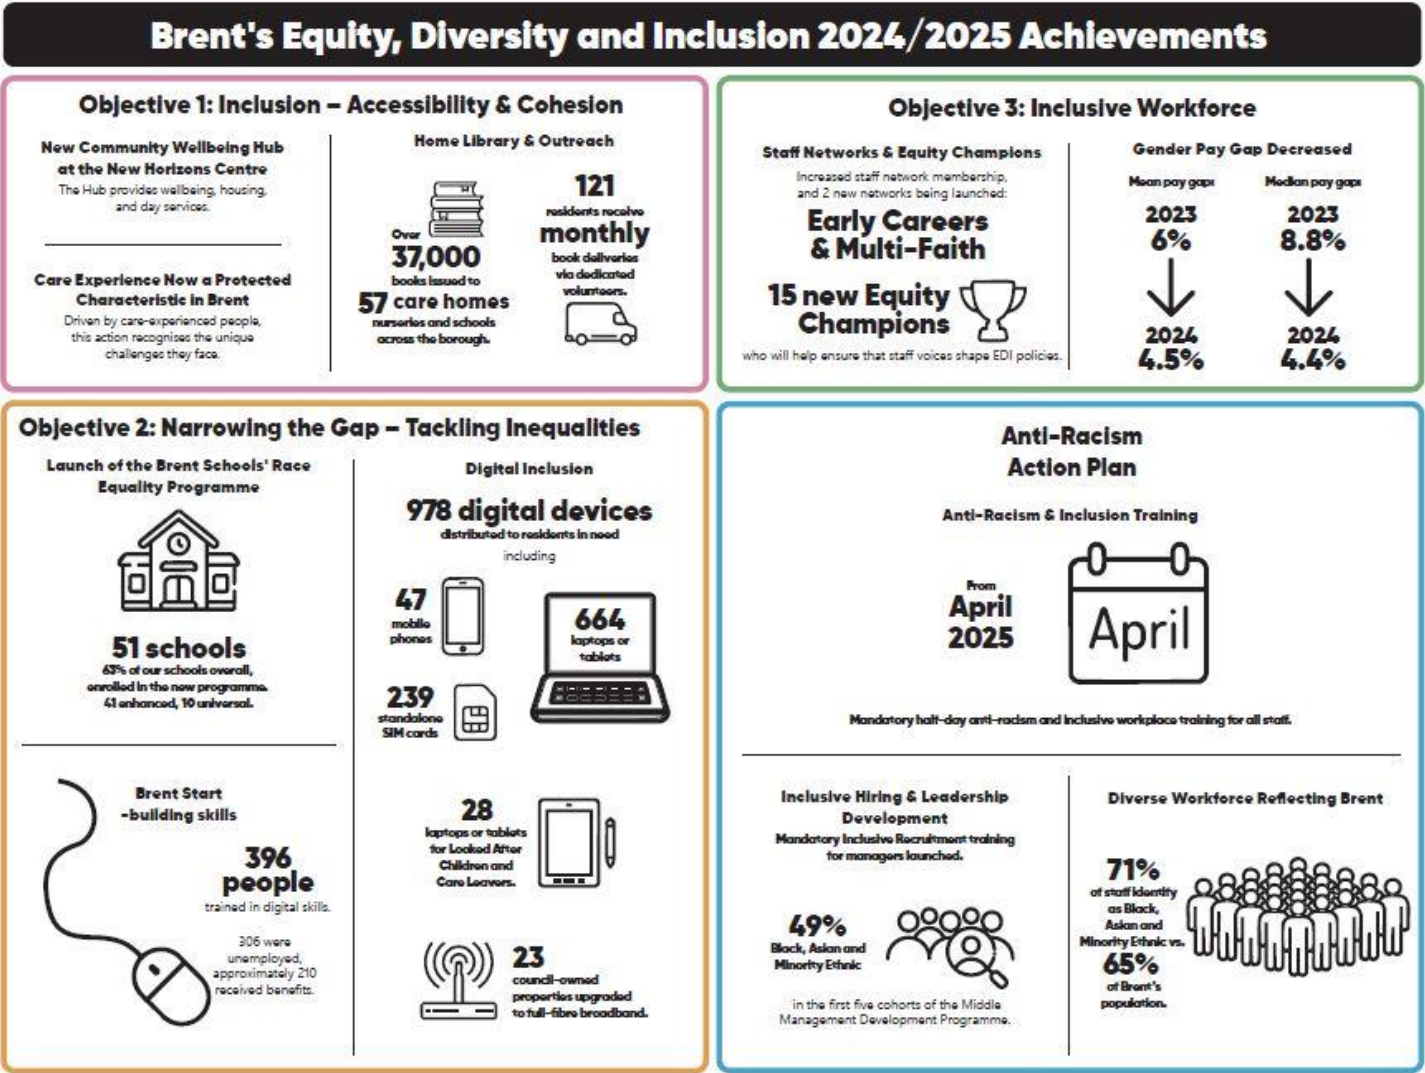 Brent's Equity, Diversity and Inclusion 2024/2025 Achievements
Objective 1: Inclusion – Accessibility & Cohesion
New Community Wellbeing Hub
at the New Horizons Centre
The Hub provides wellbeing, housing,
and day services.
Care Experience Now a Protected
Characteristic in Brent
Driven by care-experienced people,
this action recognises the unique
challenges they face.
Home Library & Outreach
Over
37,000
books issued to
57 care homes
nurseries and schools
across the borough.
121
residents receive
monthly
book deliveries
via dedicated
volunteers.
Objective 3: Inclusive Workforce
Staff Networks & Equity Champions
Increased staff network membership,
and 2 new networks being launched:
Early Careers
& Multi-Faith
15 new Equity
Champions
who will help ensure that staff voices shape EDI policies.
Gender Pay Gap Decreased
Mean pay gap:
2023
6%
2024
4.5%
Median pay gap:
2023
8.8%
2024
4.4%
Objective 2: Narrowing the Gap – Tackling Inequalities
Launch of the Brent Schools' Race
Equality Programme
51 schools
63% of our schools overall,
enrolled in the new programme.
41 enhanced, 10 universal.
Brent Start
-building skills
396
people
trained in digital skills.
306 were
unemployed,
approximately 210
received benefits.
Digital Inclusion
978 digital devices
distributed to residents in need
including
47
mobile
phones
664
laptops or
tablets
239
standalone
SIM cards
28
laptops or tablets
for Looked After
Children and
Care Leavers.
23
council-owned
properties upgraded
to full-fibre broadband.
Anti-Racism
Action Plan
Anti-Racism & Inclusion Training
From
April
2025
April
Mandatory half-day anti-racism and inclusive workplace training for all staff.
Inclusive Hiring & Leadership
Development
Mandatory Inclusive Recruitment training
for managers launched.
49%
Black, Asian and
Minority Ethnic
in the first five cohorts of the Middle
Management Development Programme.
Diverse Workforce Reflecting Brent
71%
of staff identify
as Black,
Asian and
Minority Ethnic vs.
65%
of Brent's
population.